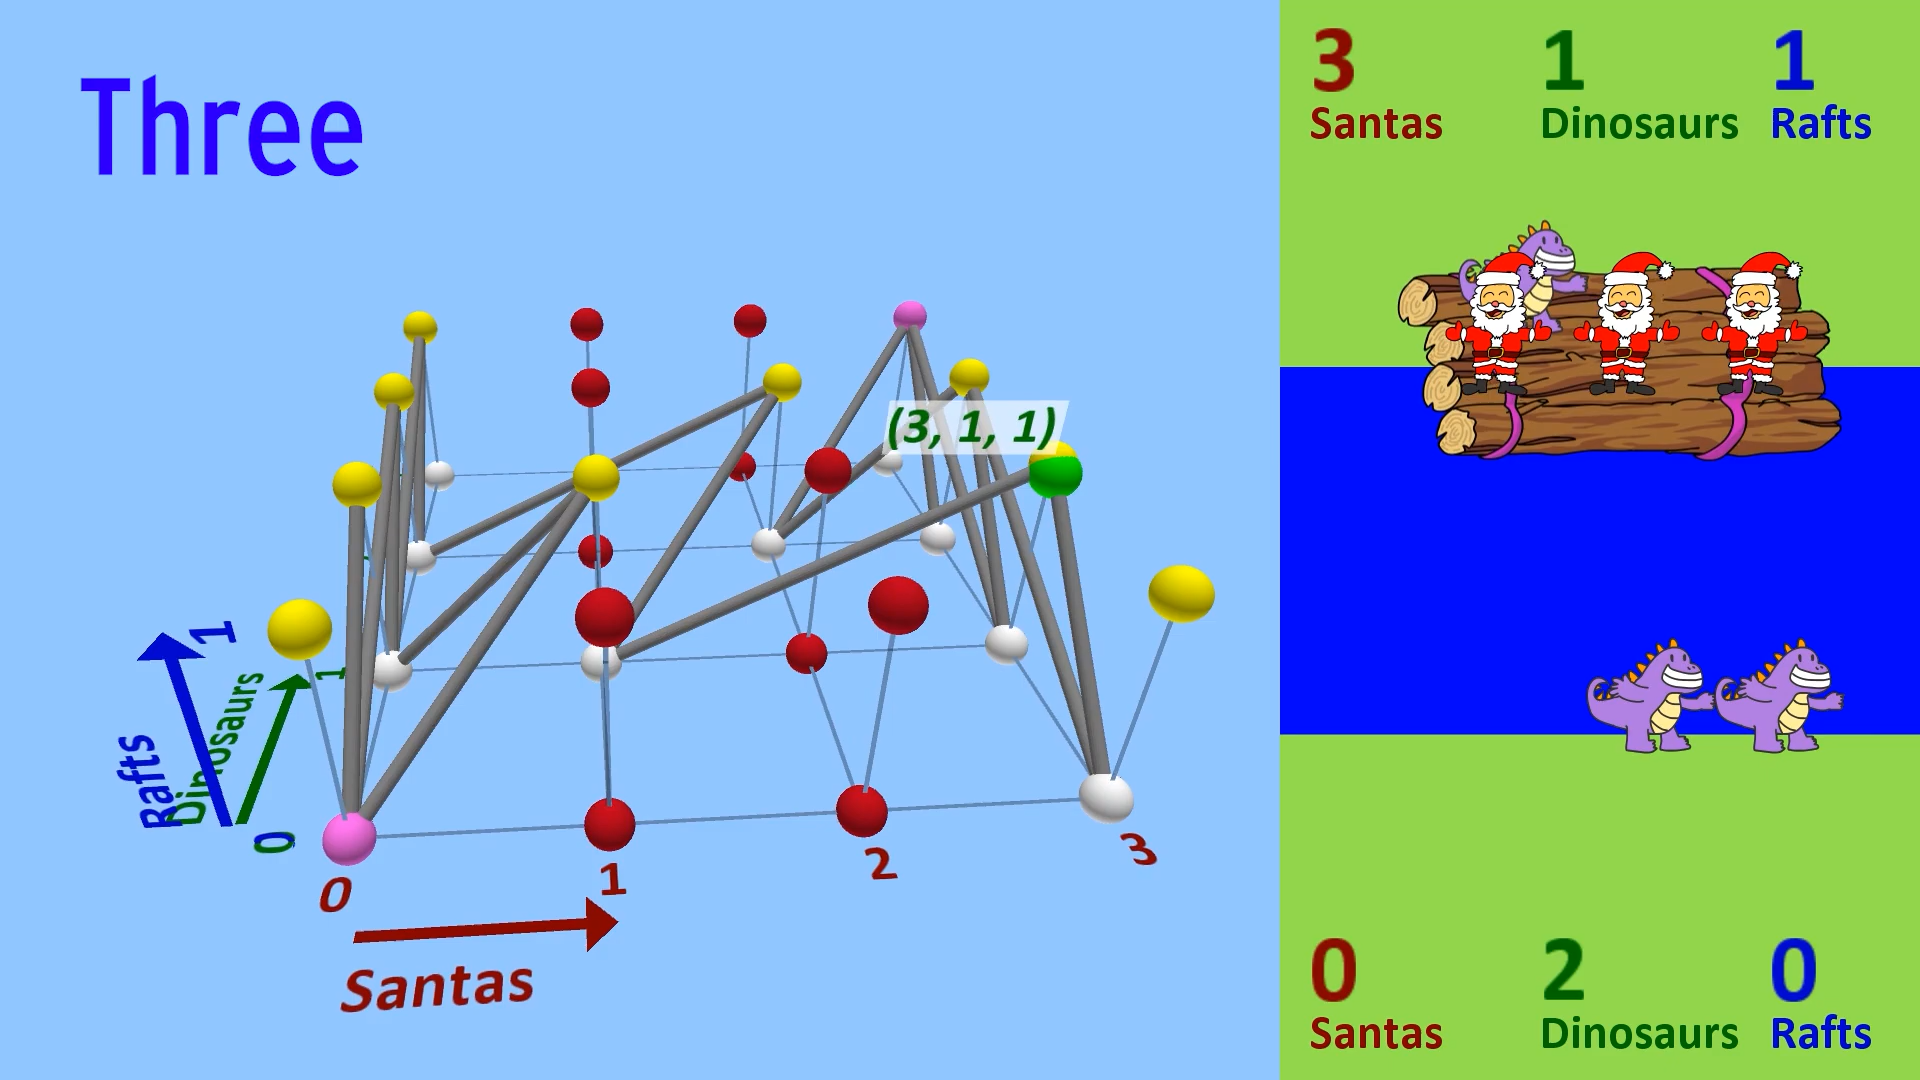 Three
(3, 1, 1)
1
Rafts
Dinosaurs
1
0
0
1
2
3
Santas
3 1 1
Santas Dinosaurs Rafts
0 2 0
Santas Dinosaurs Rafts